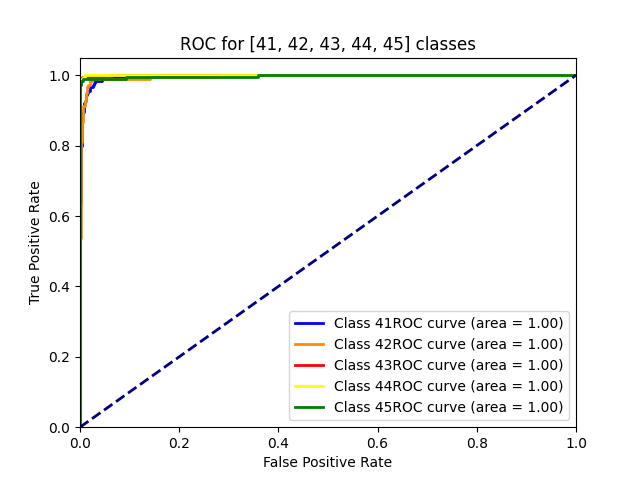 ROC for [41, 42, 43, 44, 45] classes
True Positive Rate
1.0
0.8
0.6
0.4
0.2
0.0
Class 41ROC curve (area = 1.00)
Class 42ROC curve (area = 1.00)
Class 43ROC curve (area = 1.00)
Class 44ROC curve (area = 1.00)
Class 45ROC curve (area = 1.00)
0.0 0.2 0.4 0.6 0.8 1.0
False Positive Rate